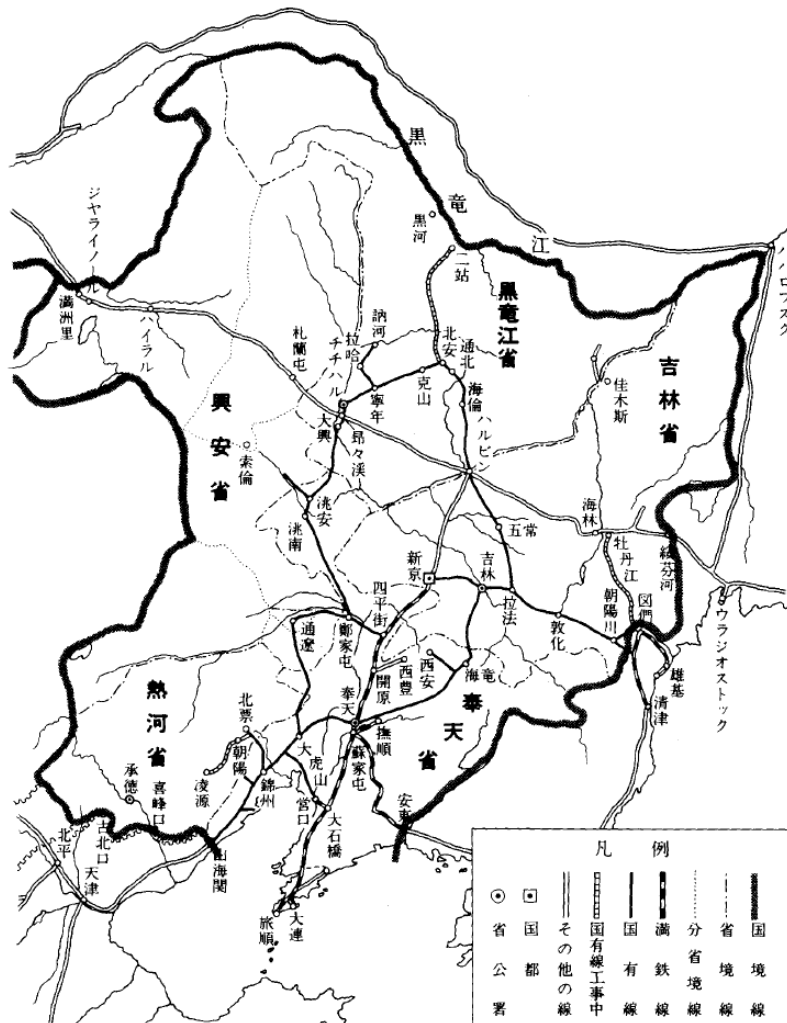 黒竜江
黒河
二站
黒竜江省
ジヤライノール
満洲里
ハイラル
札蘭屯
チチハル
拉哈
訥河
寧年
克山
北安
通北
海倫
ハルビン
大興
昂々渓
興安省
索倫
洮安
洮南
吉林省
佳木斯
ハバロフスク
海林
牡丹江
綏芬河
ウラジオストック
五常
新京
吉林
拉法
敦化
朝陽川
図們
雄基
清津
四平街
鄭家屯
通遼
開原
西豊
西安
海竜
奉天
撫順
蘇家屯
奉天省
安東
熱河省
承徳
喜峰口
古北口
北平
天津
山海関
凌源
朝陽
北票
錦州
大虎山
営口
大石橋
大連
旅順
凡例
国境線
省境線
分省境線
満鉄線
国有線
国有線工事中
その他の線
国都
省公署